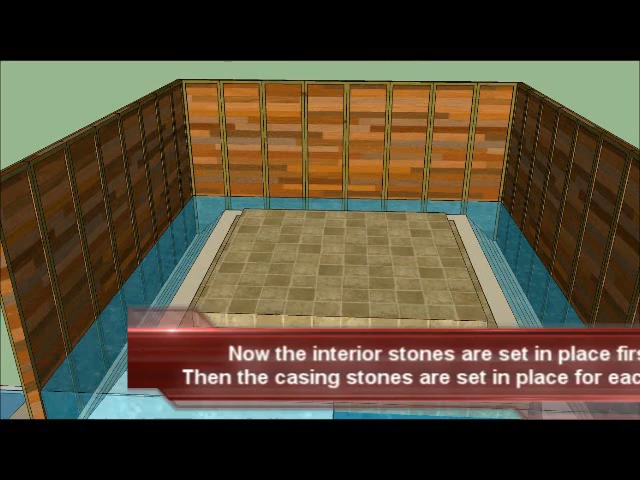 Now the interior stones are set in place firs
Then the casing stones are set in place for eac